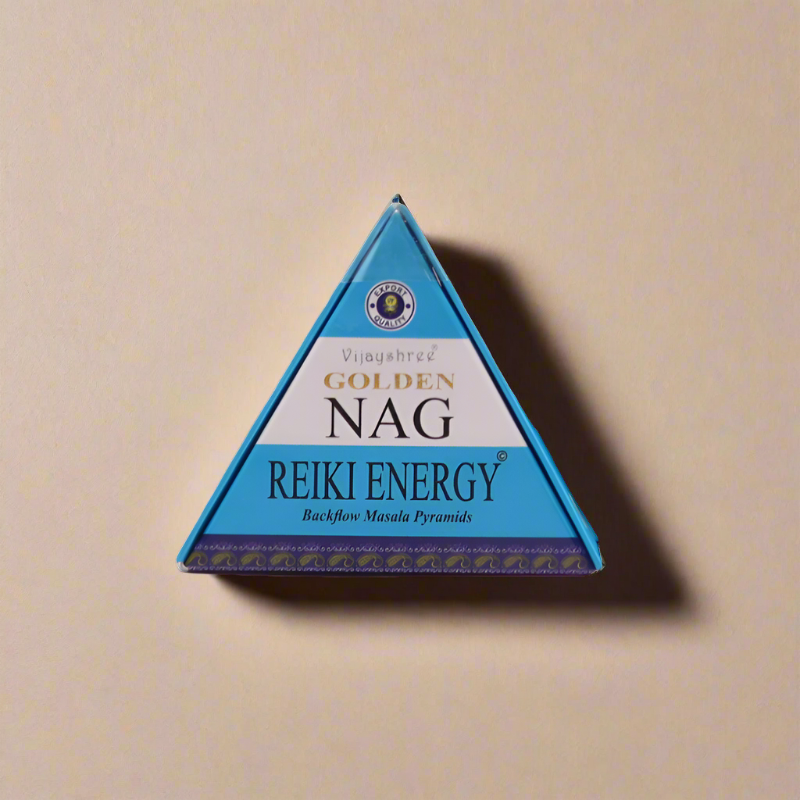 EXPORT
QUALITY
Vijayshree®
GOLDEN
NAG
REIKI ENERGY©
Backflow Masala Pyramids